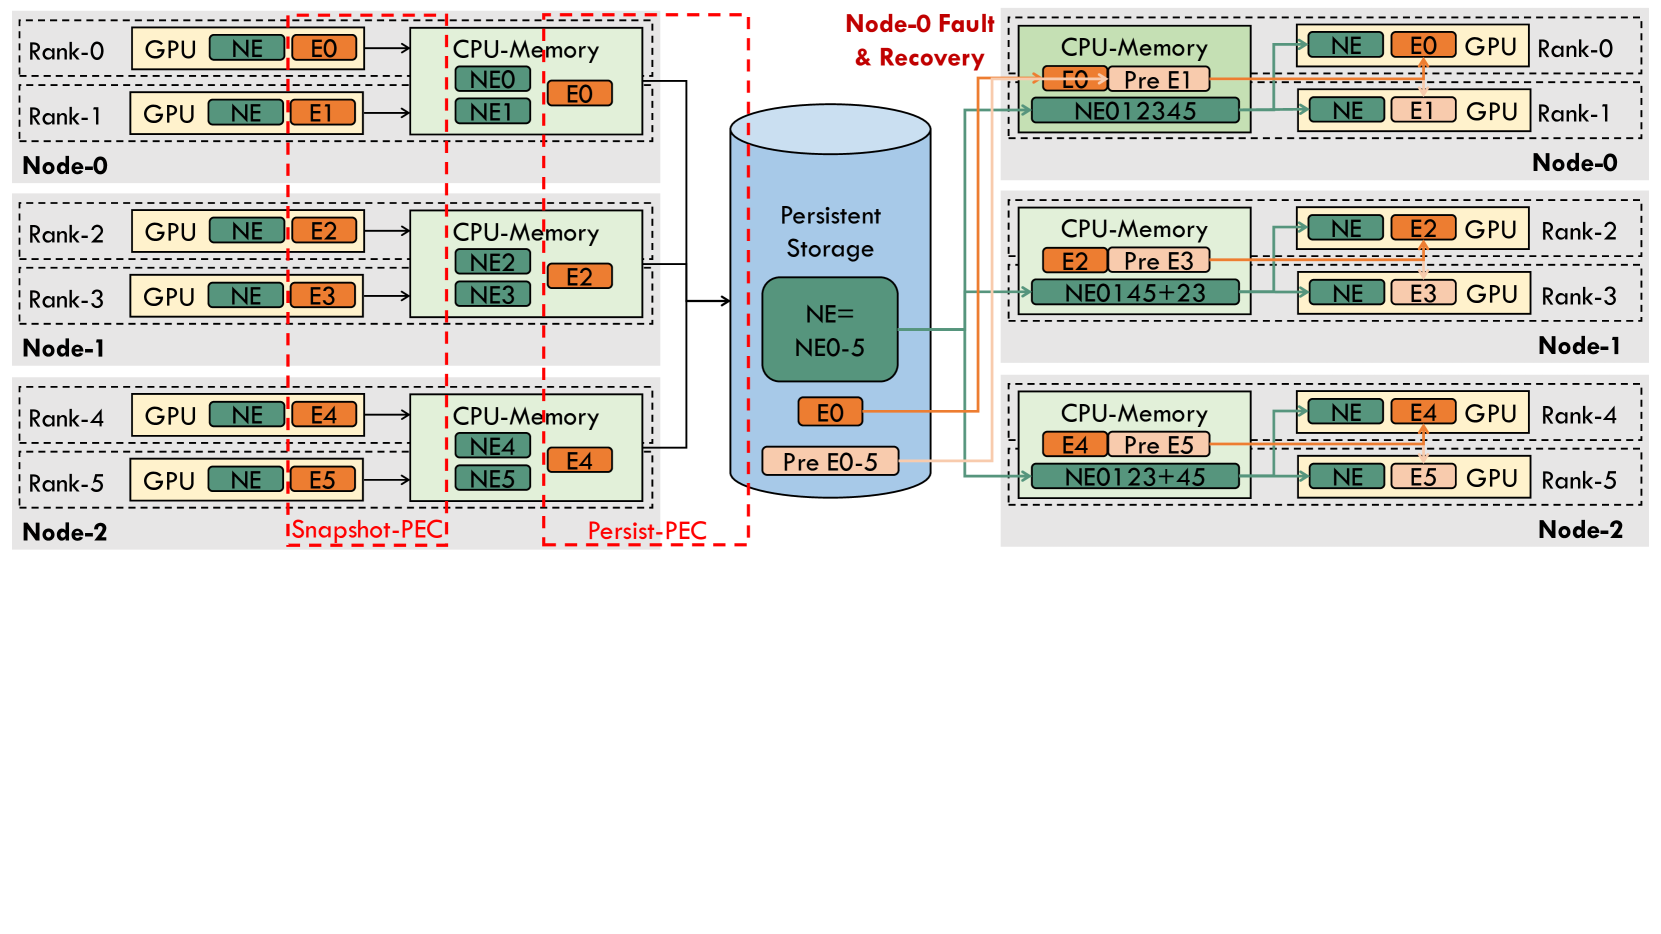 Rank-0
GPU NE E0
CPU-Memory
NE0
NE1
E0
Rank-1
GPU NE E1
Node-0
Rank-2
GPU NE E2
CPU-Memory
NE2
NE3
E2
Rank-3
GPU NE E3
Node-1
Rank-4
GPU NE E4
CPU-Memory
NE4
NE5
E4
Rank-5
GPU NE E5
Node-2
Snapshot-PEC
Persist-PEC
Persistent
Storage
NE=
NE0-5
E0
Pre E0-5
Node-0 Fault
& Recovery
CPU-Memory
E0 Pre E1
NE012345
NE E0 GPU
Rank-0
NE E1 GPU
Rank-1
Node-0
CPU-Memory
E2 Pre E3
NE0145+23
NE E2 GPU
Rank-2
NE E3 GPU
Rank-3
Node-1
CPU-Memory
E4 Pre E5
NE0123+45
NE E4 GPU
Rank-4
NE E5 GPU
Rank-5
Node-2